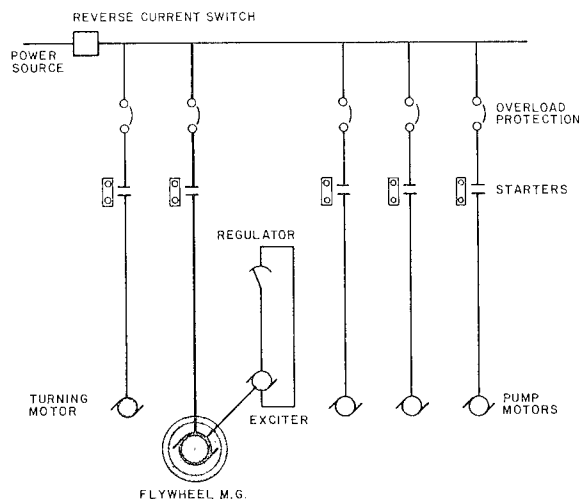 REVERSE CURRENT SWITCH
POWER
SOURCE
OVERLOAD
PROTECTION
STARTERS
REGULATOR
TURNING
MOTOR
EXCITER
PUMP
MOTORS
FLYWHEEL M.G.